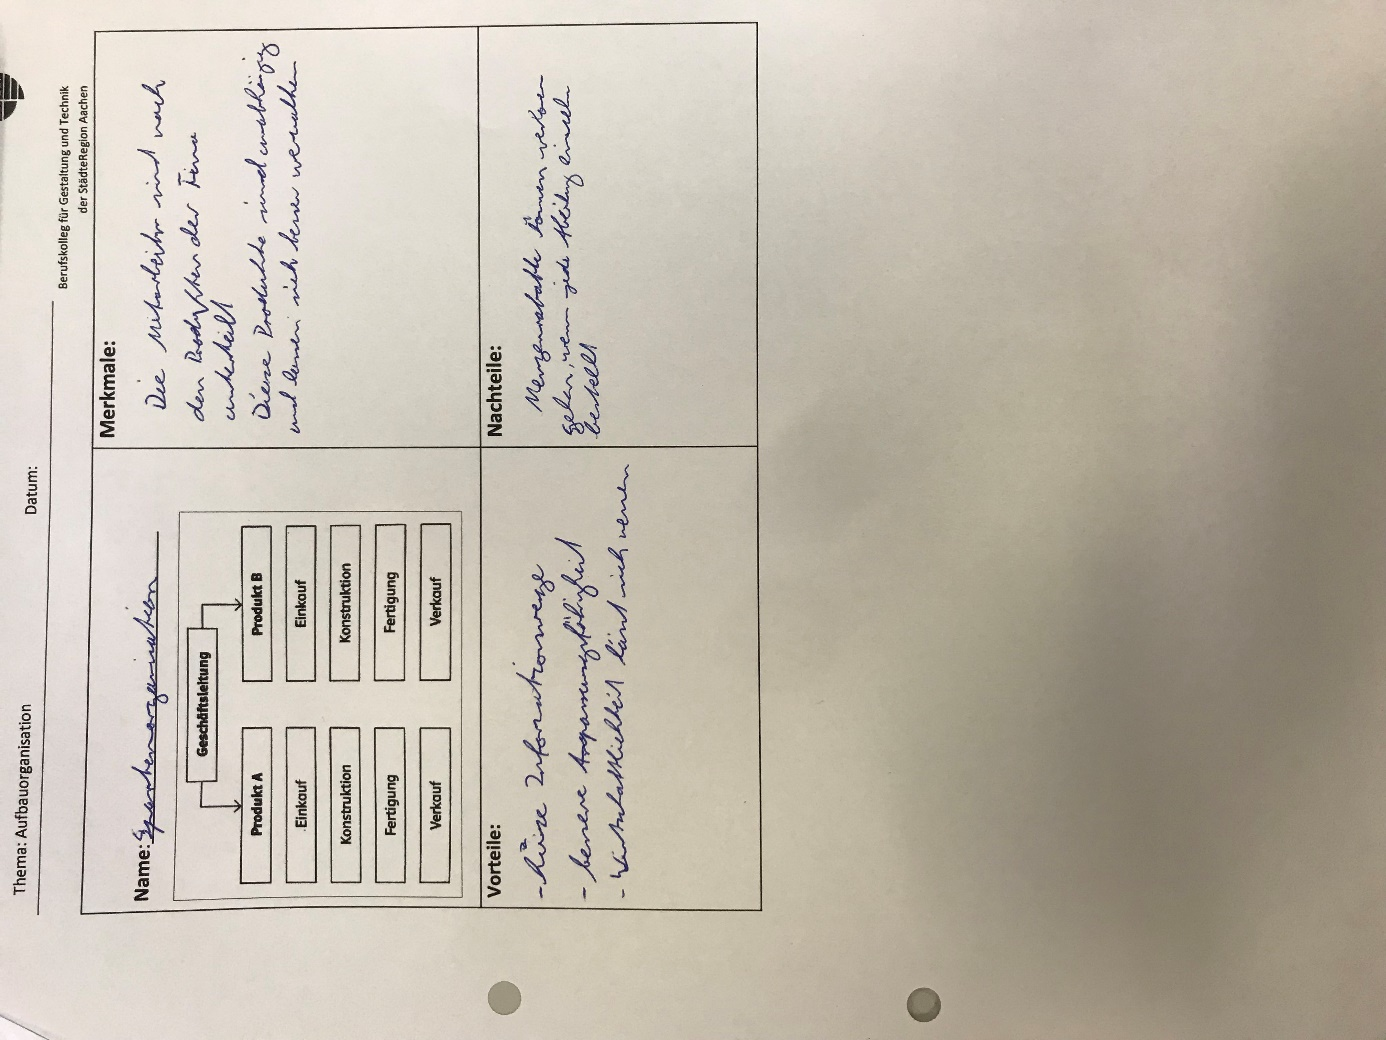 Berufskolleg für Gestaltung und Technik
der StädteRegion Aachen
Thema: Aufbauorganisation
Datum:
Name: Spartenorganisation
Geschäftsleitung
Produkt A
Produkt B
Einkauf
Einkauf
Konstruktion
Konstruktion
Fertigung
Fertigung
Verkauf
Verkauf
Merkmale:
Die Mitarbeiter sind nach
den Produkten der Firma
unterteilt
Diese Produkte sind unabhängig
und lassen sich besser verwalten
Vorteile:
- kürze Informationswege
- bessere Anpassungsfähigkeit
- Wirtschaftlichkeit lässt sich messen
Nachteile:
Mengenrabatte können verloren
gehen, wenn jede Abteilung einzeln
bestellt